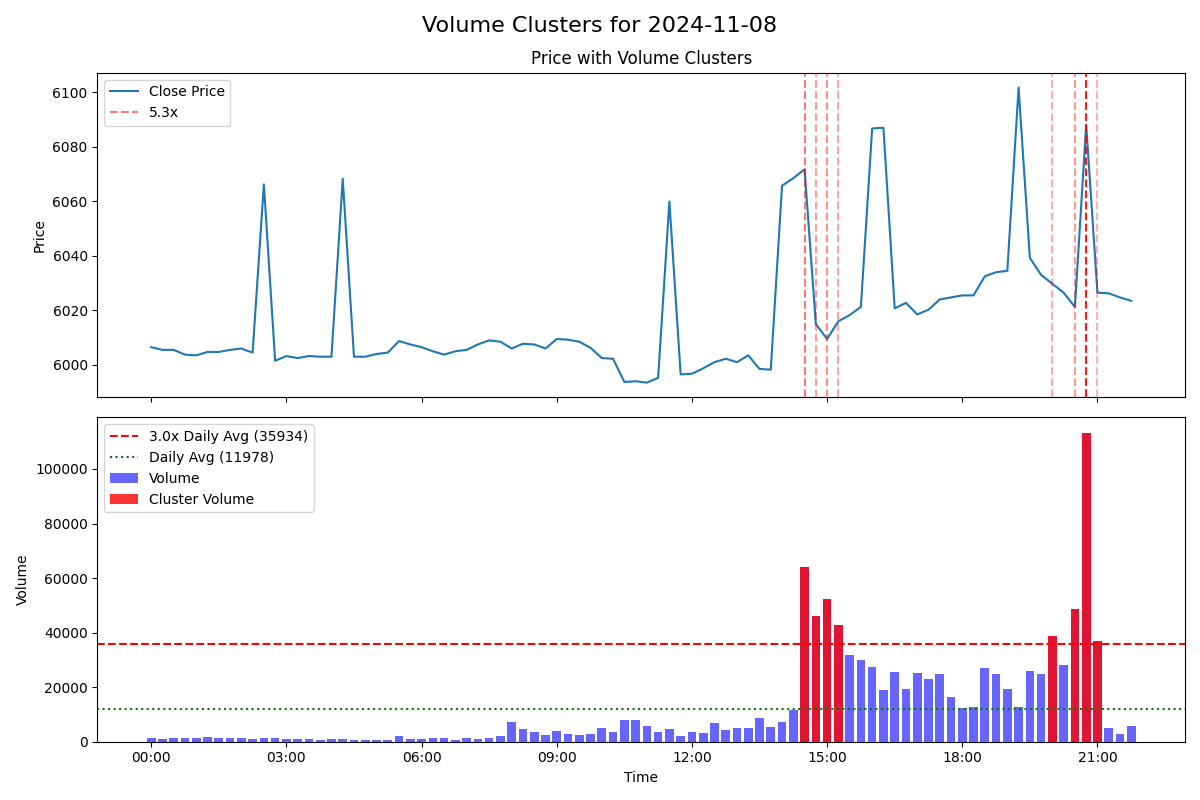 Volume Clusters for 2024-11-08
Price with Volume Clusters
Close Price
5.3x
Price
6100
6080
6060
6040
6020
6000
3.0x Daily Avg (35934)
Daily Avg (11978)
Volume
Cluster Volume
Volume
100000
80000
60000
40000
20000
0
00:00 03:00 06:00 09:00 12:00 15:00 18:00 21:00
Time